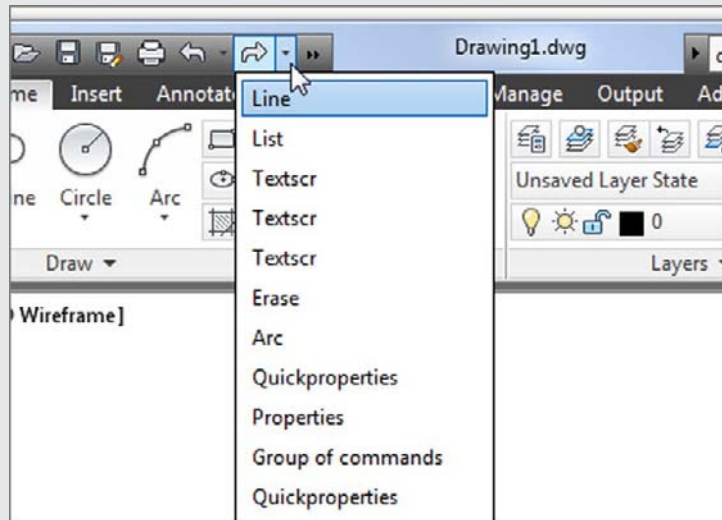 Drawing1.dwg
me Insert Annotat Manage Output Ad
Line
List
Textscr
Textscr
Textscr
Erase
Arc
Quickproperties
Properties
Group of commands
Quickproperties
ne Circle Arc
Draw
Unsaved Layer State
0
Layers
Wireframe]